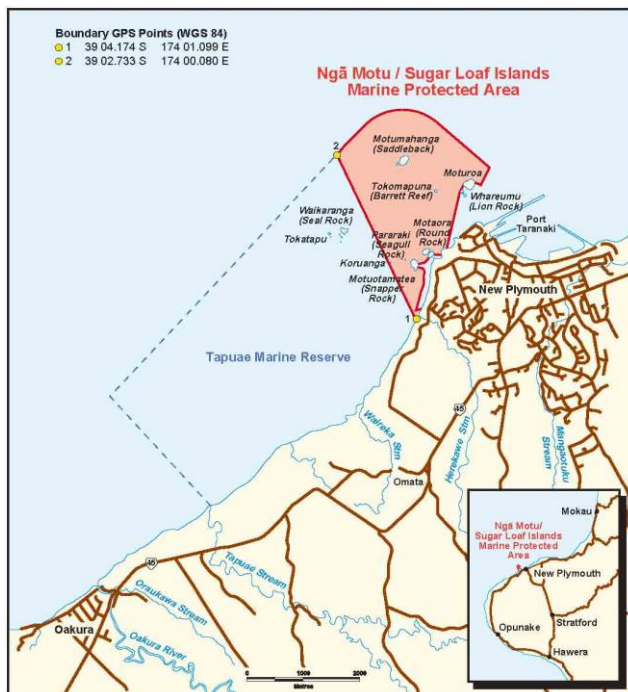 Boundary GPS Points (WGS 84)
1 39 04.174 S 174 01.099 E
2 39 02.733 S 174 00.080 E
Ngā Motu / Sugar Loaf Islands
Marine Protected Area
2
Motumahanga
(Saddleback)
Moturoa
Tokomapuna
(Barrett Reef)
Whareumu
(Lion Rock)
Waikaranga
(Seal Rock)
Tokatapu
Motaora
(Round
Rock)
Pararaki
(Seagull
Rock)
Koruanga
Motuotamatea
(Snapper
Rock)
Port
Taranaki
New Plymouth
1
Tapuae Marine Reserve
45
Waireka Stm
Herekawe Stm
Mangaotuku
Stream
Omata
45
Tapuae Stream
Oraukawa Stream
Oakura
Oakura River
1000 0 1000 2000
Metres
Mokau
Ngā Motu/
Sugar Loaf Islands
Marine Protected
Area
New Plymouth
Stratford
Opunake
Hawera